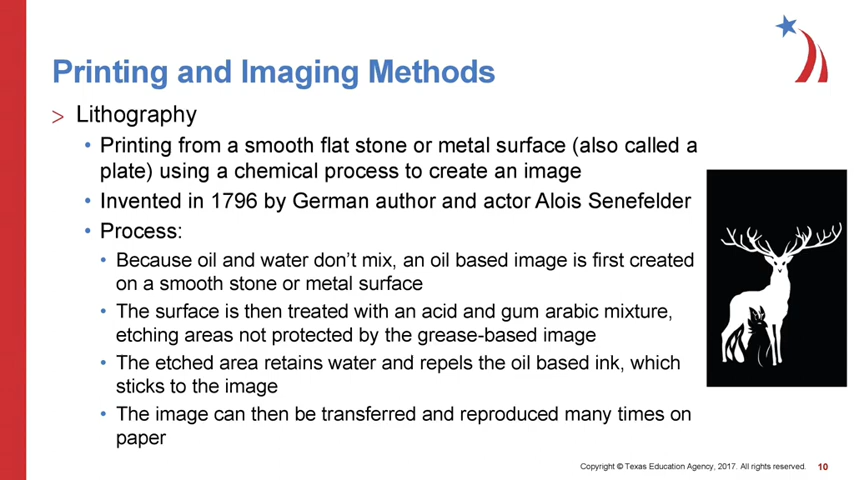 Printing and Imaging Methods
> Lithography
• Printing from a smooth flat stone or metal surface (also called a
plate) using a chemical process to create an image
• Invented in 1796 by German author and actor Alois Senefelder
• Process:
• Because oil and water don’t mix, an oil based image is first created
on a smooth stone or metal surface
• The surface is then treated with an acid and gum arabic mixture,
etching areas not protected by the grease-based image
• The etched area retains water and repels the oil based ink, which
sticks to the image
• The image can then be transferred and reproduced many times on
paper
Copyright © Texas Education Agency, 2017. All rights reserved. 10